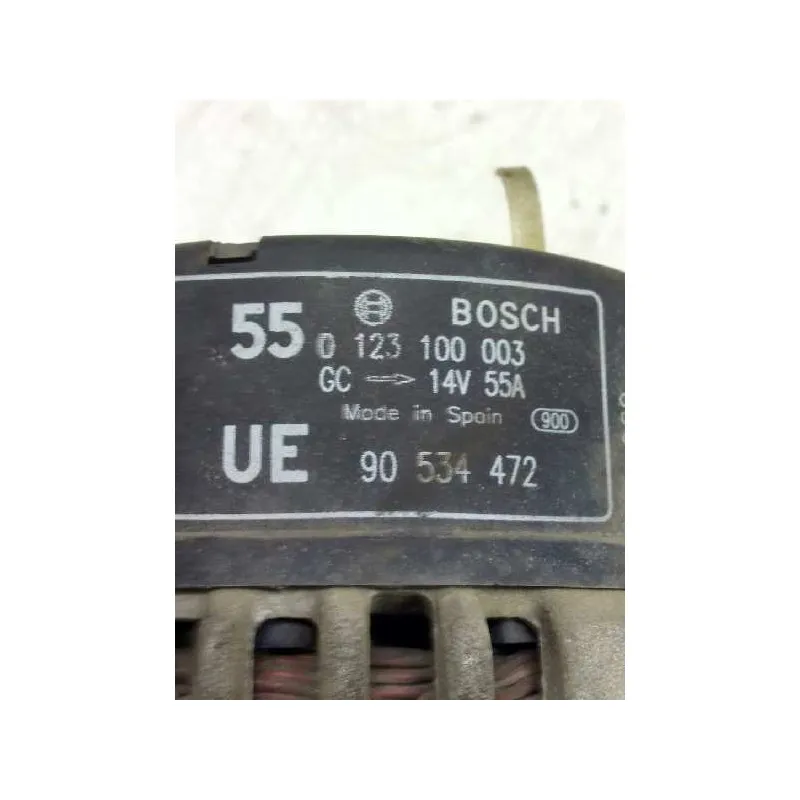 55 BOSCH
0 123 100 003
GC → 14V 55A
Made in Spain 900
UE 90 534 472